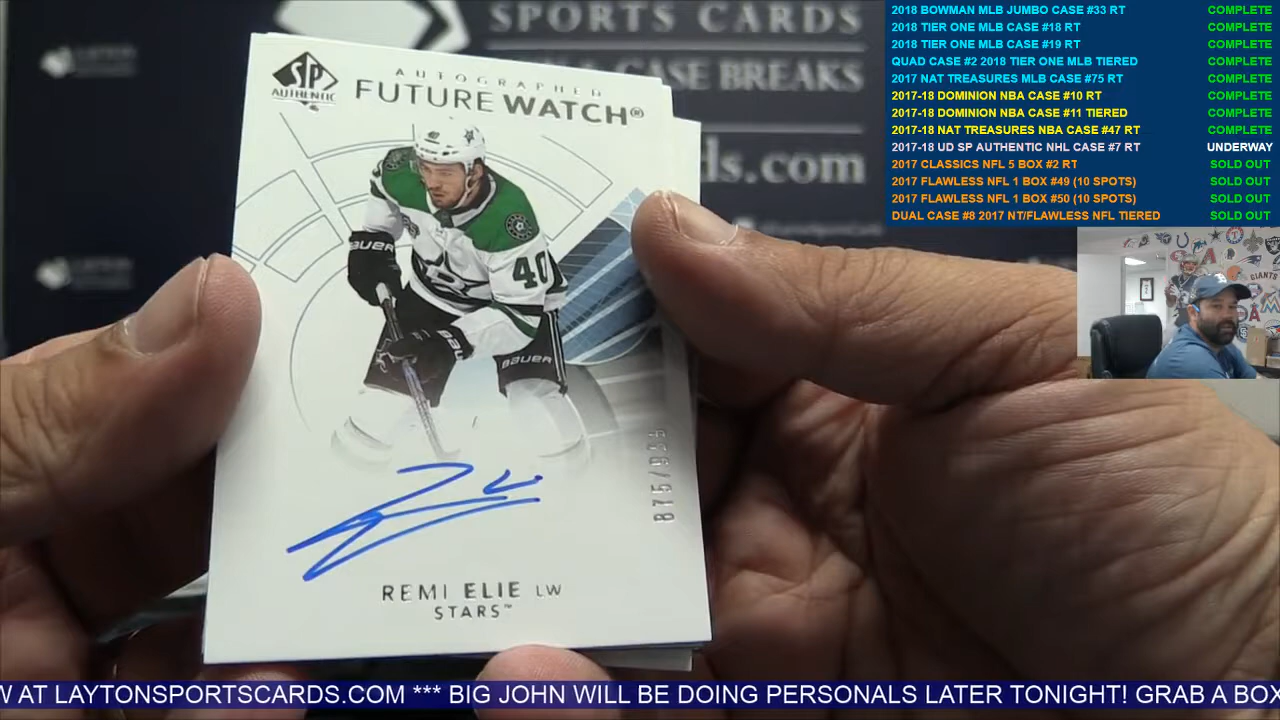 SPORTS CARDS
CASE BREAKS
s.com
SP
AUTHENTIC
AUTOGRAPHED
FUTURE WATCH®
40
BAUER
BAUER
875/999
REMI ELIE LW
STARS™
2018 BOWMAN MLB JUMBO CASE #33 RT COMPLETE
2018 TIER ONE MLB CASE #18 RT COMPLETE
2018 TIER ONE MLB CASE #19 RT COMPLETE
QUAD CASE #2 2018 TIER ONE MLB TIERED COMPLETE
2017 NAT TREASURES MLB CASE #75 RT COMPLETE
2017-18 DOMINION NBA CASE #10 RT COMPLETE
2017-18 DOMINION NBA CASE #11 TIERED COMPLETE
2017-18 NAT TREASURES NBA CASE #47 RT COMPLETE
2017-18 UD SP AUTHENTIC NHL CASE #7 RT UNDERWAY
2017 CLASSICS NFL 5 BOX #2 RT SOLD OUT
2017 FLAWLESS NFL 1 BOX #49 (10 SPOTS) SOLD OUT
2017 FLAWLESS NFL 1 BOX #50 (10 SPOTS) SOLD OUT
DUAL CASE #8 2017 NT/FLAWLESS NFL TIERED SOLD OUT
GIANTS
W AT LAYTONSPORTSCARDS.COM *** BIG JOHN WILL BE DOING PERSONALS LATER TONIGHT! GRAB A BOX